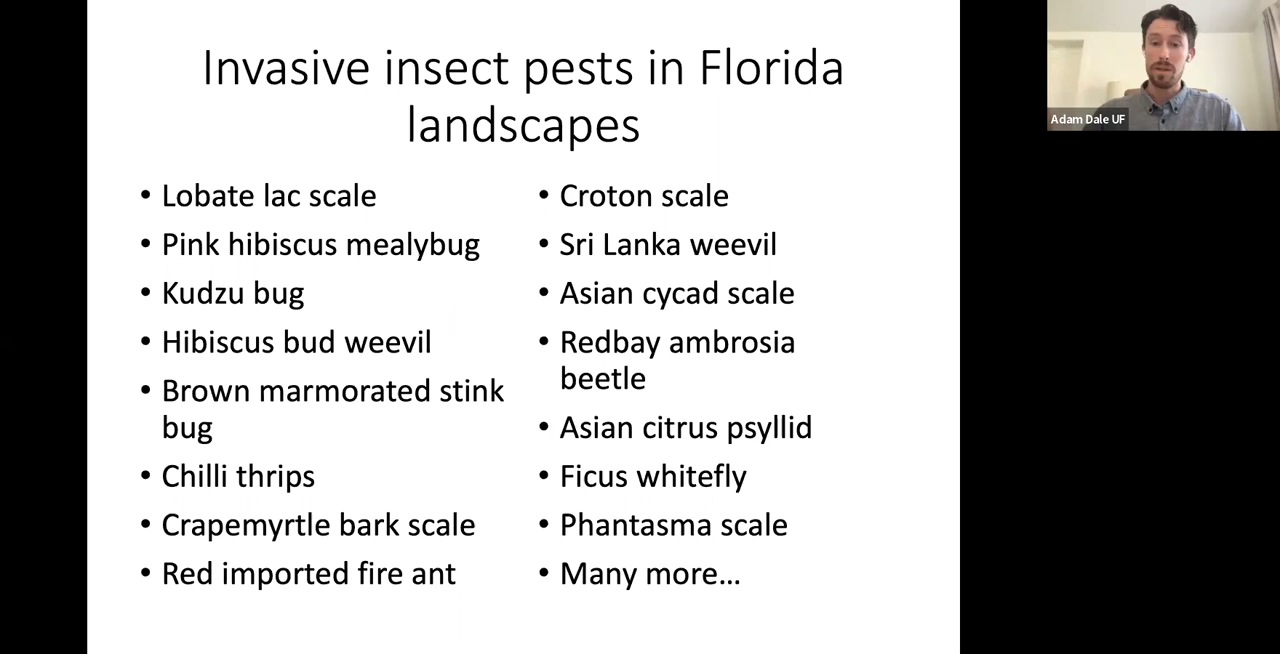 Invasive insect pests in Florida
landscapes
• Lobate lac scale
• Pink hibiscus mealybug
• Kudzu bug
• Hibiscus bud weevil
• Brown marmorated stink
bug
• Chilli thrips
• Crapemyrtle bark scale
• Red imported fire ant
• Croton scale
• Sri Lanka weevil
• Asian cycad scale
• Redbay ambrosia
beetle
• Asian citrus psyllid
• Ficus whitefly
• Phantasma scale
• Many more...
Adam Dale UF